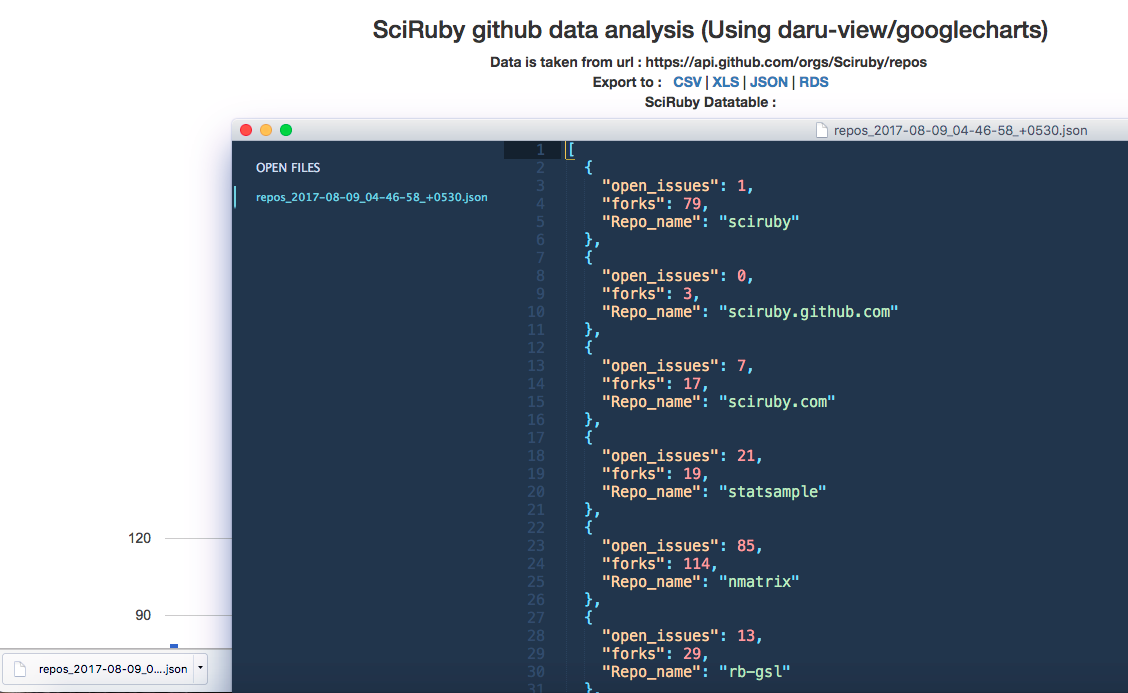 SciRuby github data analysis (Using daru-view/googlecharts)
Data is taken from url : https://api.github.com/orgs/Sciruby/repos
Export to : CSV | XLS | JSON | RDS
SciRuby Datatable :
repos_2017-08-09_04-46-58_+0530.json
OPEN FILES
repos_2017-08-09_04-46-58_+0530.json
1 [
2 {
3 "open_issues": 1,
4 "forks": 79,
5 "Repo_name": "sciruby"
6 },
7 {
8 "open_issues": 0,
9 "forks": 3,
10 "Repo_name": "sciruby.github.com"
11 },
12 {
13 "open_issues": 7,
14 "forks": 17,
15 "Repo_name": "sciruby.com"
16 },
17 {
18 "open_issues": 21,
19 "forks": 19,
20 "Repo_name": "statsample"
21 },
22 {
23 "open_issues": 85,
24 "forks": 114,
25 "Repo_name": "nmatrix"
26 },
27 {
28 "open_issues": 13,
29 "forks": 29,
30 "Repo_name": "rb-gsl"
31 },
120
90
repos_2017-08-09_0....json